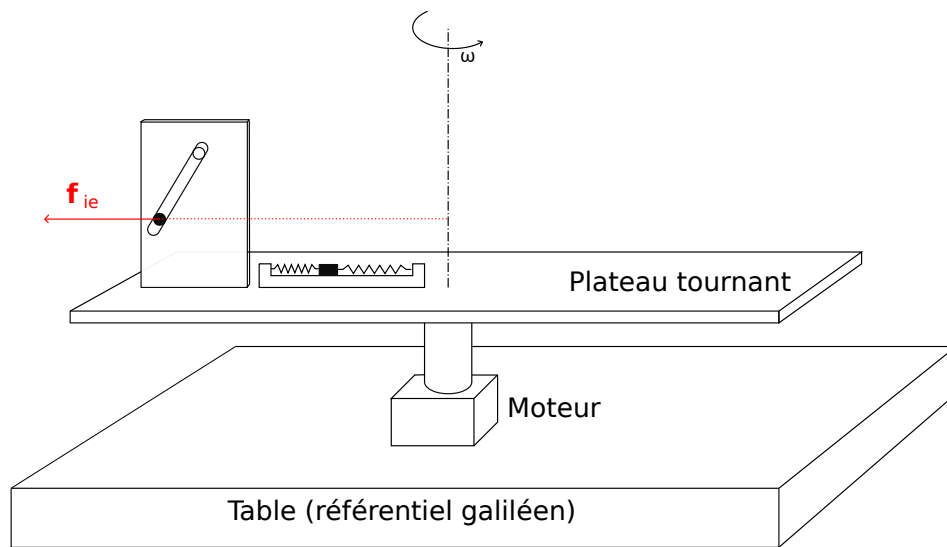 ω
f ie
Plateau tournant
Moteur
Table (référentiel galiléen)